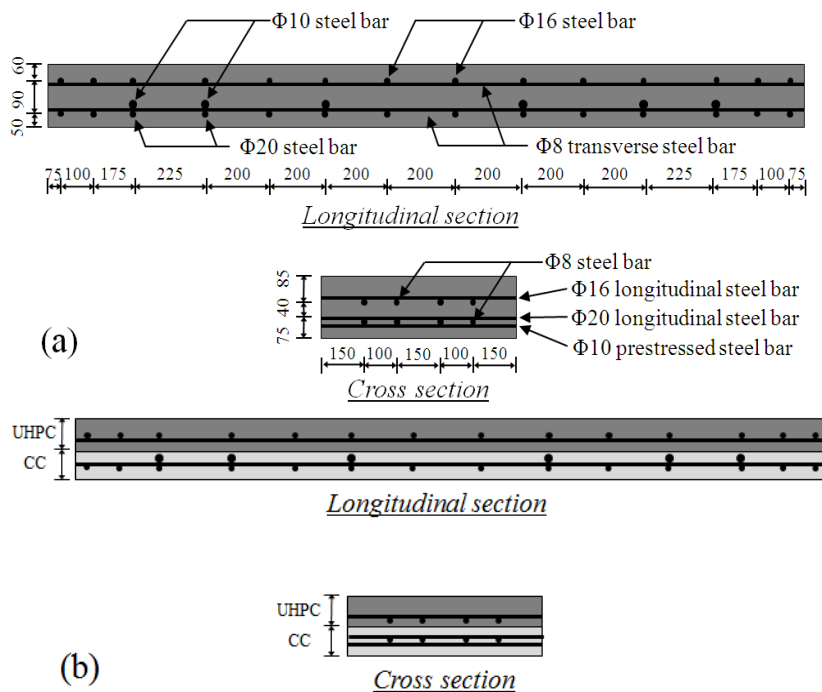 Φ10 steel bar
Φ16 steel bar
60
90
50
Φ20 steel bar
Φ8 transverse steel bar
75 100 175 225 200 200 200 200 200 200 200 225 175 100 75
Longitudinal section
Φ8 steel bar
85
40
75
Φ16 longitudinal steel bar
Φ20 longitudinal steel bar
Φ10 prestressed steel bar
(a)
150 100 150 100 150
Cross section
UHPC
CC
Longitudinal section
UHPC
CC
(b)
Cross section